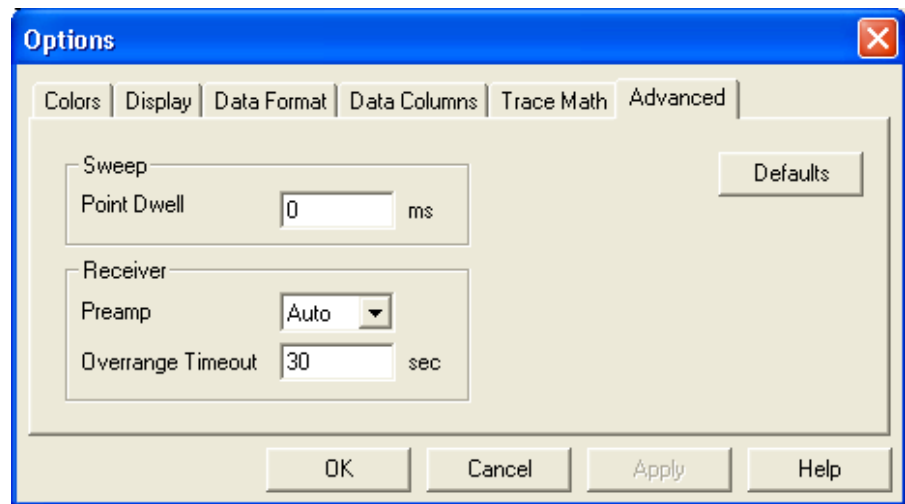 Options
Colors Display Data Format Data Columns Trace Math Advanced
Sweep
Defaults
Point Dwell 0 ms
Receiver
Preamp Auto
Overrange Timeout 30 sec
OK Cancel Apply Help